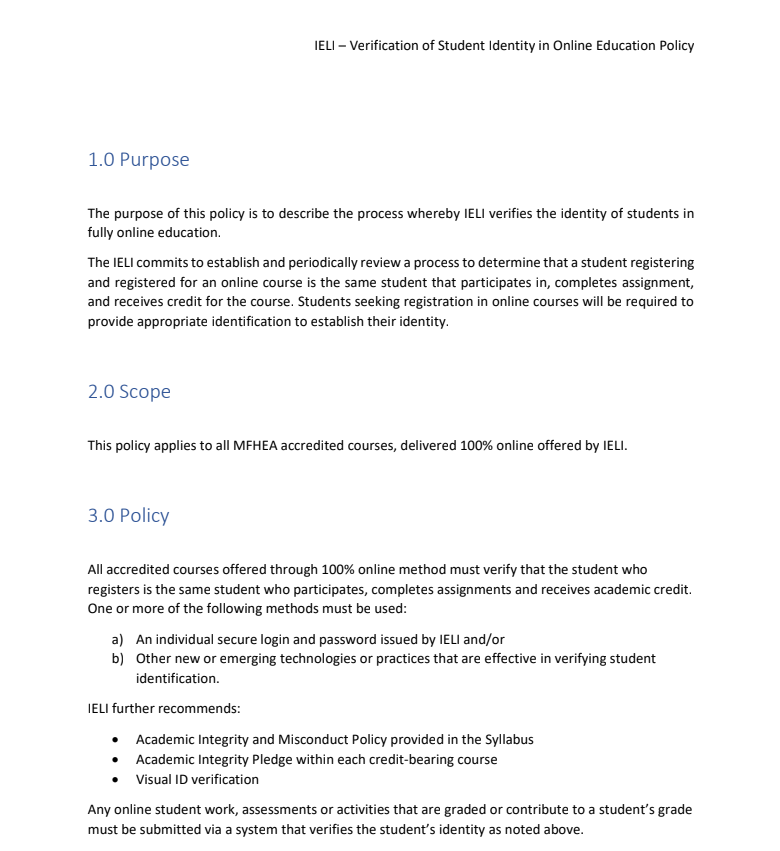 IELI – Verification of Student Identity in Online Education Policy
1.0 Purpose
The purpose of this policy is to describe the process whereby IELI verifies the identity of students in
fully online education.
The IELI commits to establish and periodically review a process to determine that a student registering
and registered for an online course is the same student that participates in, completes assignment,
and receives credit for the course. Students seeking registration in online courses will be required to
provide appropriate identification to establish their identity.
2.0 Scope
This policy applies to all MFHEA accredited courses, delivered 100% online offered by IELI.
3.0 Policy
All accredited courses offered through 100% online method must verify that the student who
registers is the same student who participates, completes assignments and receives academic credit.
One or more of the following methods must be used:
a) An individual secure login and password issued by IELI and/or
b) Other new or emerging technologies or practices that are effective in verifying student
identification.
IELI further recommends:
• Academic Integrity and Misconduct Policy provided in the Syllabus
• Academic Integrity Pledge within each credit-bearing course
• Visual ID verification
Any online student work, assessments or activities that are graded or contribute to a student’s grade
must be submitted via a system that verifies the student’s identity as noted above.